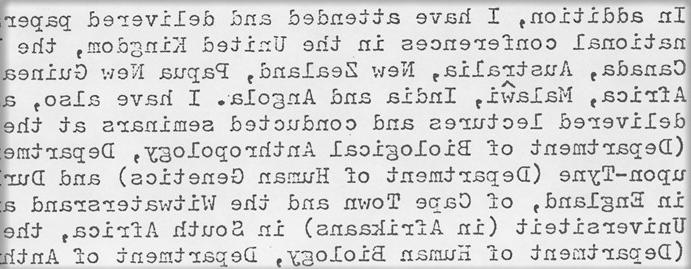 In addition, I have attended and delivered paper
national conferences in the United Kingdom, the
Canada, Australia, New Zealand, Papua New Guinea
Africa, Malaŵi, India and Angola. I have also, a
delivered lectures and conducted seminars at the
(Department of Biological Anthropology, Departme
upon-Tyne (Department of Human Genetics) and Dur
in England, of Cape Town and the Witwatersrand a
Universiteit (in Afrikaans) in South Africa, the
(Department of Human Biology, Department of Anth